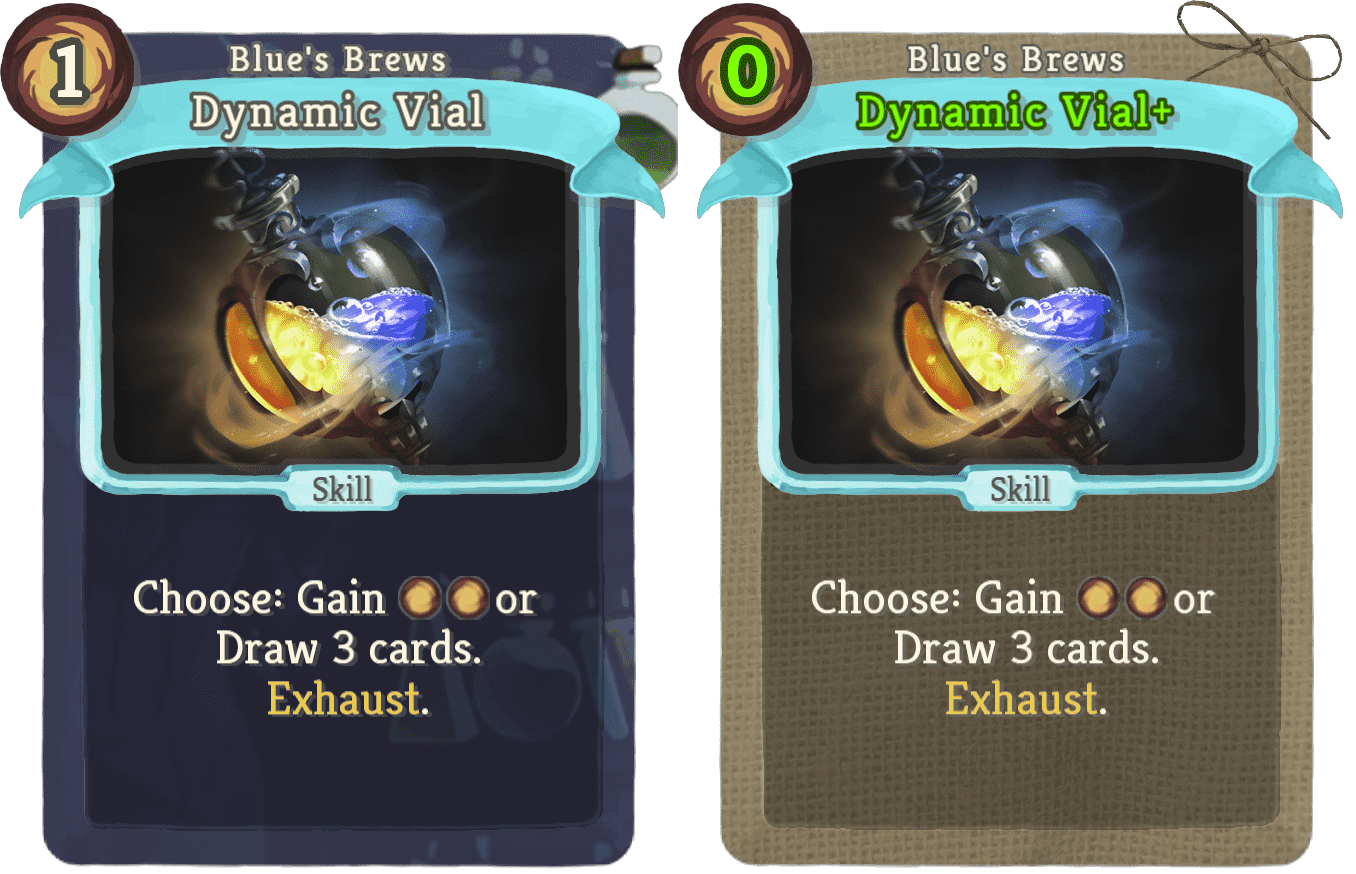 1
Blue's Brews
Dynamic Vial
Skill
Choose: Gain or
Draw 3 cards.
Exhaust.
0
Blue's Brews
Dynamic Vial+
Skill
Choose: Gain or
Draw 3 cards.
Exhaust.